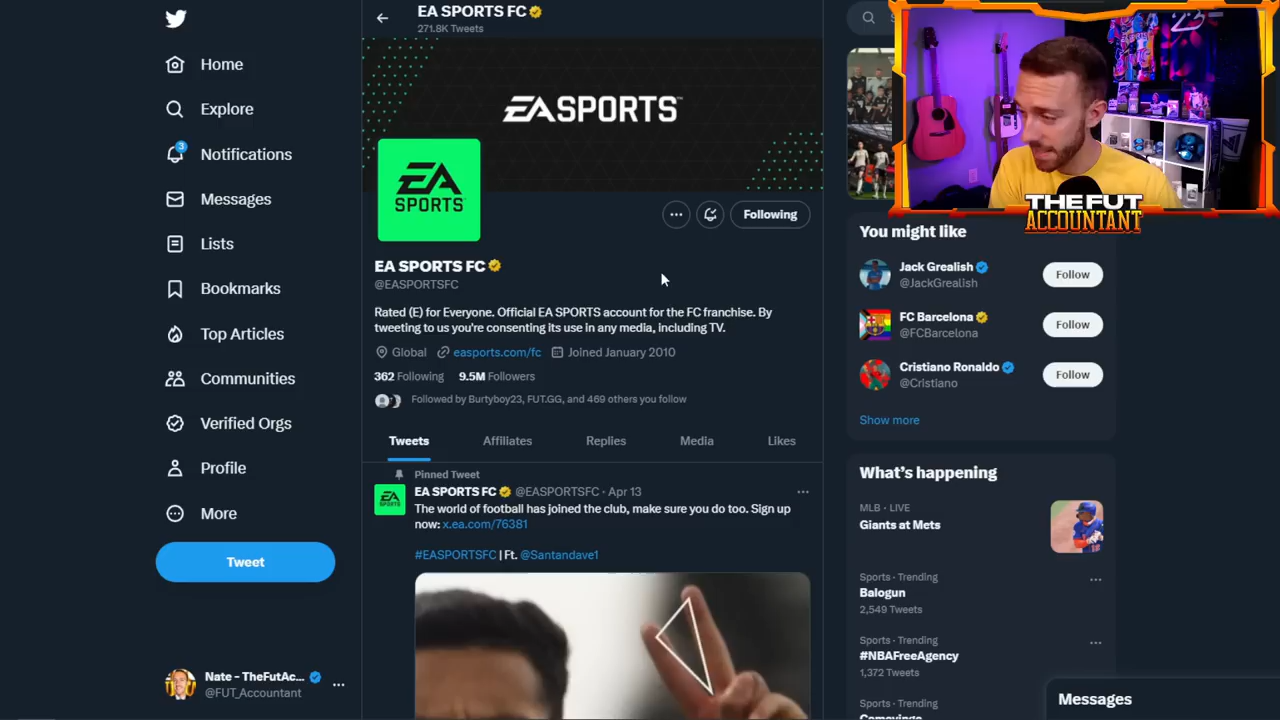 EA SPORTS FC
271.8K Tweets
Home
Explore
3
Notifications
Messages
Lists
Bookmarks
Top Articles
Communities
Verified Orgs
Profile
More
Tweet
Nate - TheFutAc...
@FUT_Accountant
EA SPORTS™
EA
SPORTS
Following
EA SPORTS FC
@EASPORTSFC
Rated (E) for Everyone. Official EA SPORTS account for the FC franchise. By
tweeting to us you're consenting its use in any media, including TV.
Global easports.com/fc Joined January 2010
362 Following 9.5M Followers
Followed by Burtyboy23, FUT.GG, and 469 others you follow
Tweets Affiliates Replies Media Likes
Pinned Tweet
EA SPORTS FC @EASPORTSFC · Apr 13
The world of football has joined the club, make sure you do too. Sign up
now: x.ea.com/76381
#EASPORTSFC | Ft. @Santandave1
THE FUT
ACCOUNTANT
You might like
Jack Grealish
@JackGrealish
Follow
FC Barcelona
@FCBarcelona
Follow
Cristiano Ronaldo
@Cristiano
Follow
Show more
What's happening
MLB · LIVE
Giants at Mets
Sports · Trending
Balogun
2,549 Tweets
Sports · Trending
#NBAFreeAgency
1,372 Tweets
Sports · Trending
Messages